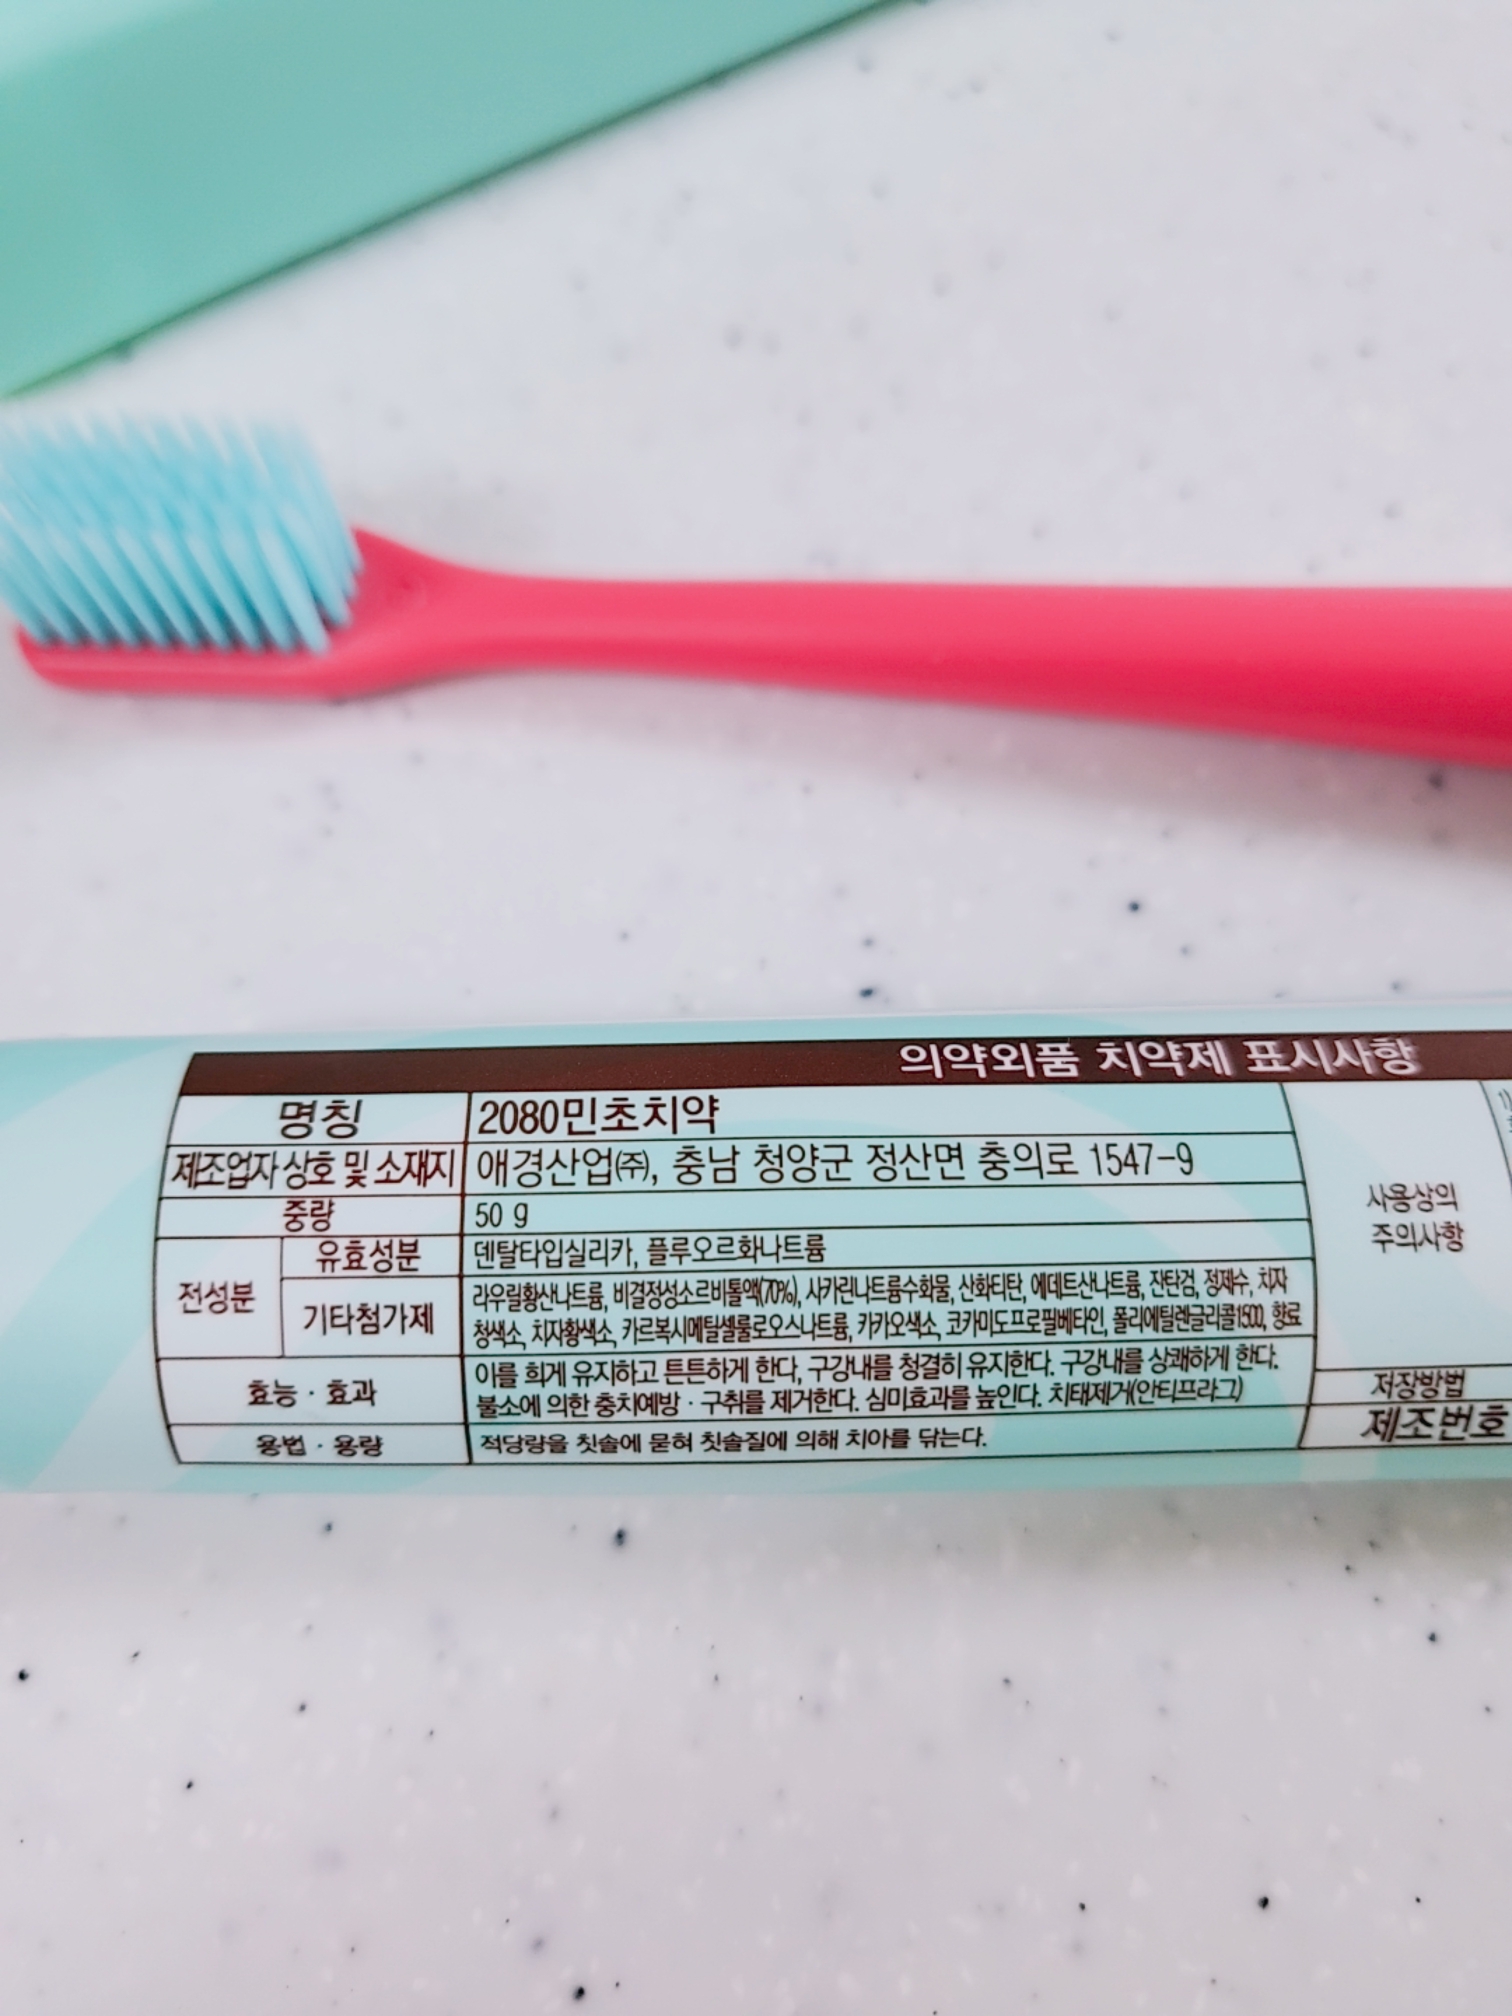 의약외품 치약제 표시사항
명칭
2080민초치약
제조업자 상호 및 소재지
애경산업㈜, 충남 청양군 정산면 충의로 1547-9
중량
50 g
전성분
유효성분
덴탈타입실리카, 플루오르화나트륨
기타첨가제
라우릴황산나트륨, 비결정성소르비톨액(70%), 사카린나트륨수화물, 산화티탄, 에데트산나트륨, 잔탄검, 정제수, 치자
청색소, 치자황색소, 카르복시메틸셀룰로오스나트륨, 카카오색소, 코카미도프로필베타인, 폴리에틸렌글리콜1500, 향료
효능 · 효과
이를 희게 유지하고 튼튼하게 한다, 구강내를 청결히 유지한다. 구강내를 상쾌하게 한다.
불소에 의한 충치예방 · 구취를 제거한다. 심미효과를 높인다. 치태제거(안티프라그)
용법 · 용량
적당량을 칫솔에 묻혀 칫솔질에 의해 치아를 닦는다.
사용상의
주의사항
저장방법
제조번호